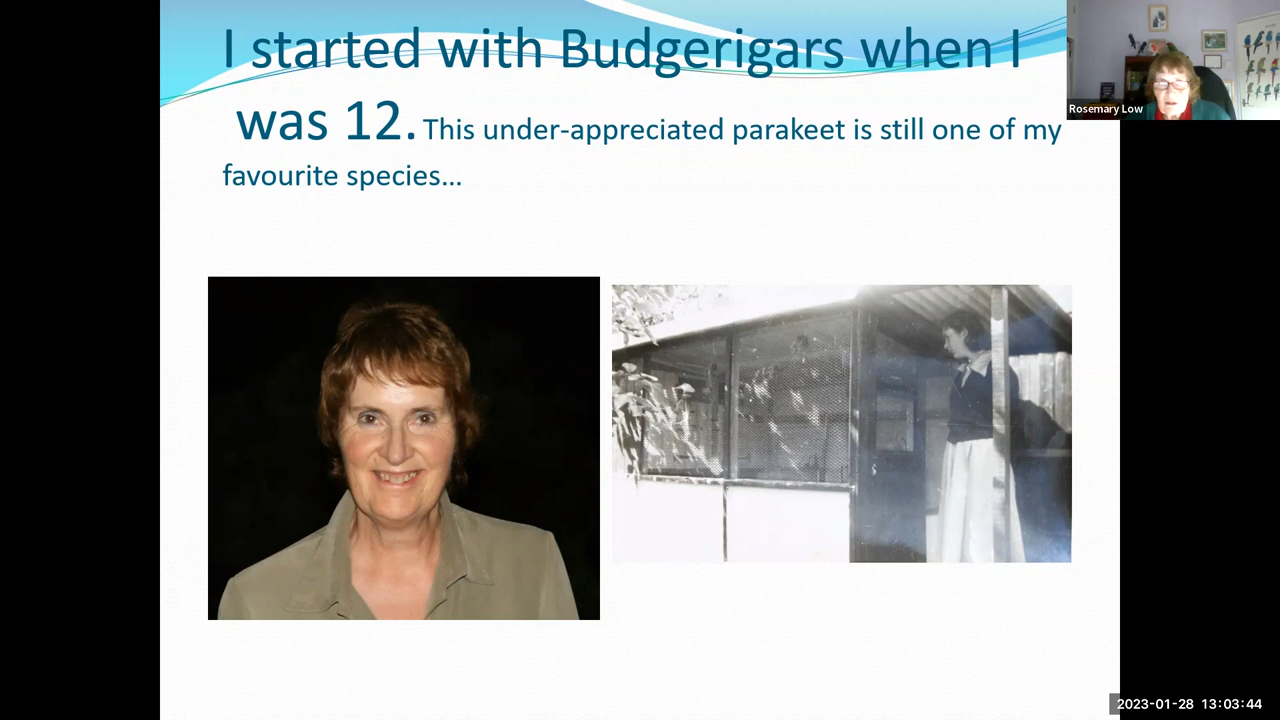 I started with Budgerigars when I
was 12. This under-appreciated parakeet is still one of my
favourite species...
Rosemary Low
2023-01-28 13:03:44